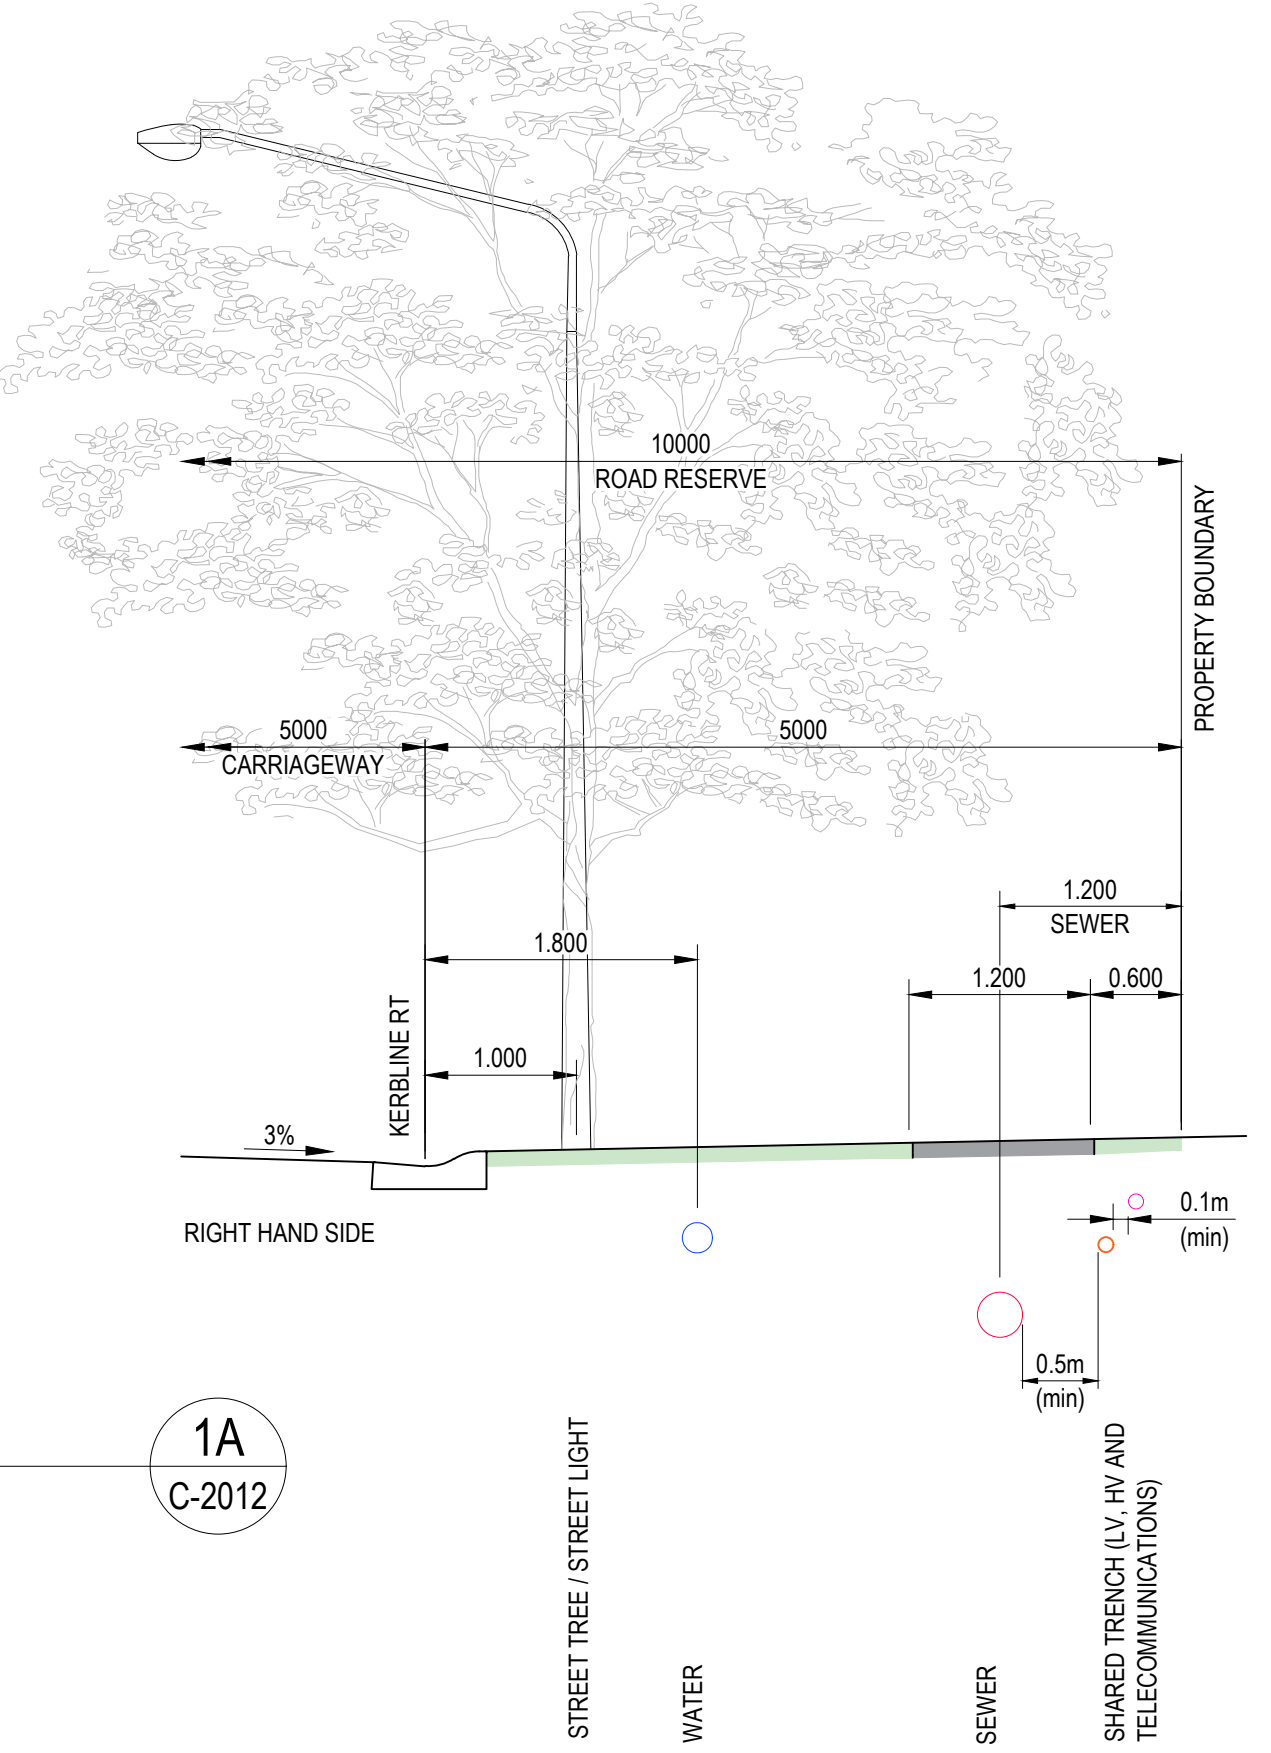 10000
ROAD RESERVE
PROPERTY BOUNDARY
5000
CARRIAGEWAY
5000
1.200
SEWER
1.800
1.200
0.600
KERBLINE RT
1.000
3%
RIGHT HAND SIDE
0.1m
(min)
0.5m
(min)
1A
C-2012
STREET TREE / STREET LIGHT
WATER
SEWER
SHARED TRENCH (LV, HV AND
TELECOMMUNICATIONS)